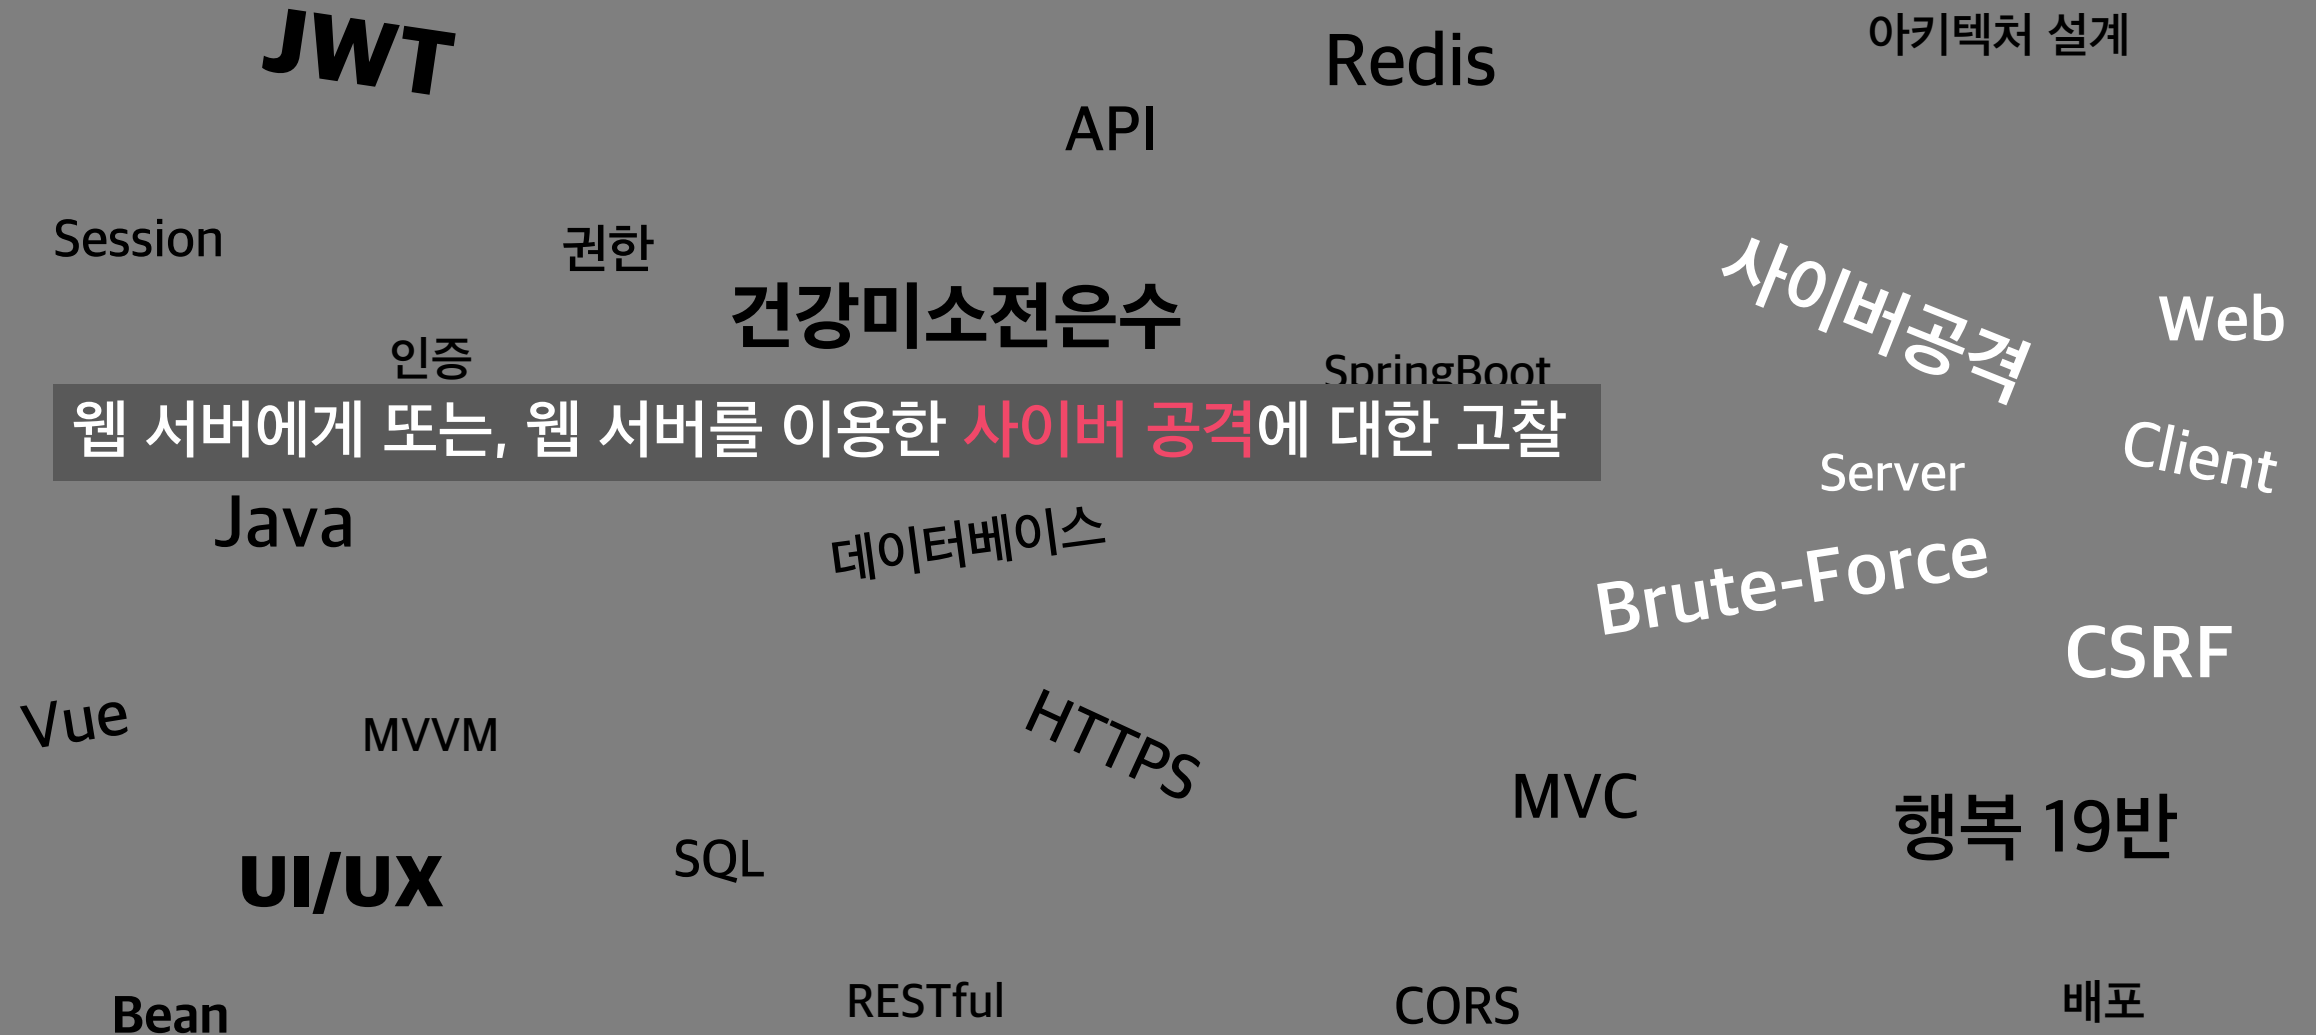 JWT
Redis
아키텍처 설계
API
Session
권한
건강미소전은수
사이버공격
Web
인증
SpringBoot
웹 서버에게 또는, 웹 서버를 이용한 사이버 공격에 대한 고찰
Client
Server
Java
데이터베이스
Brute-Force
CSRF
Vue
MVVM
HTTPS
MVC
행복 19반
UI/UX
SQL
Bean
RESTful
CORS
배포